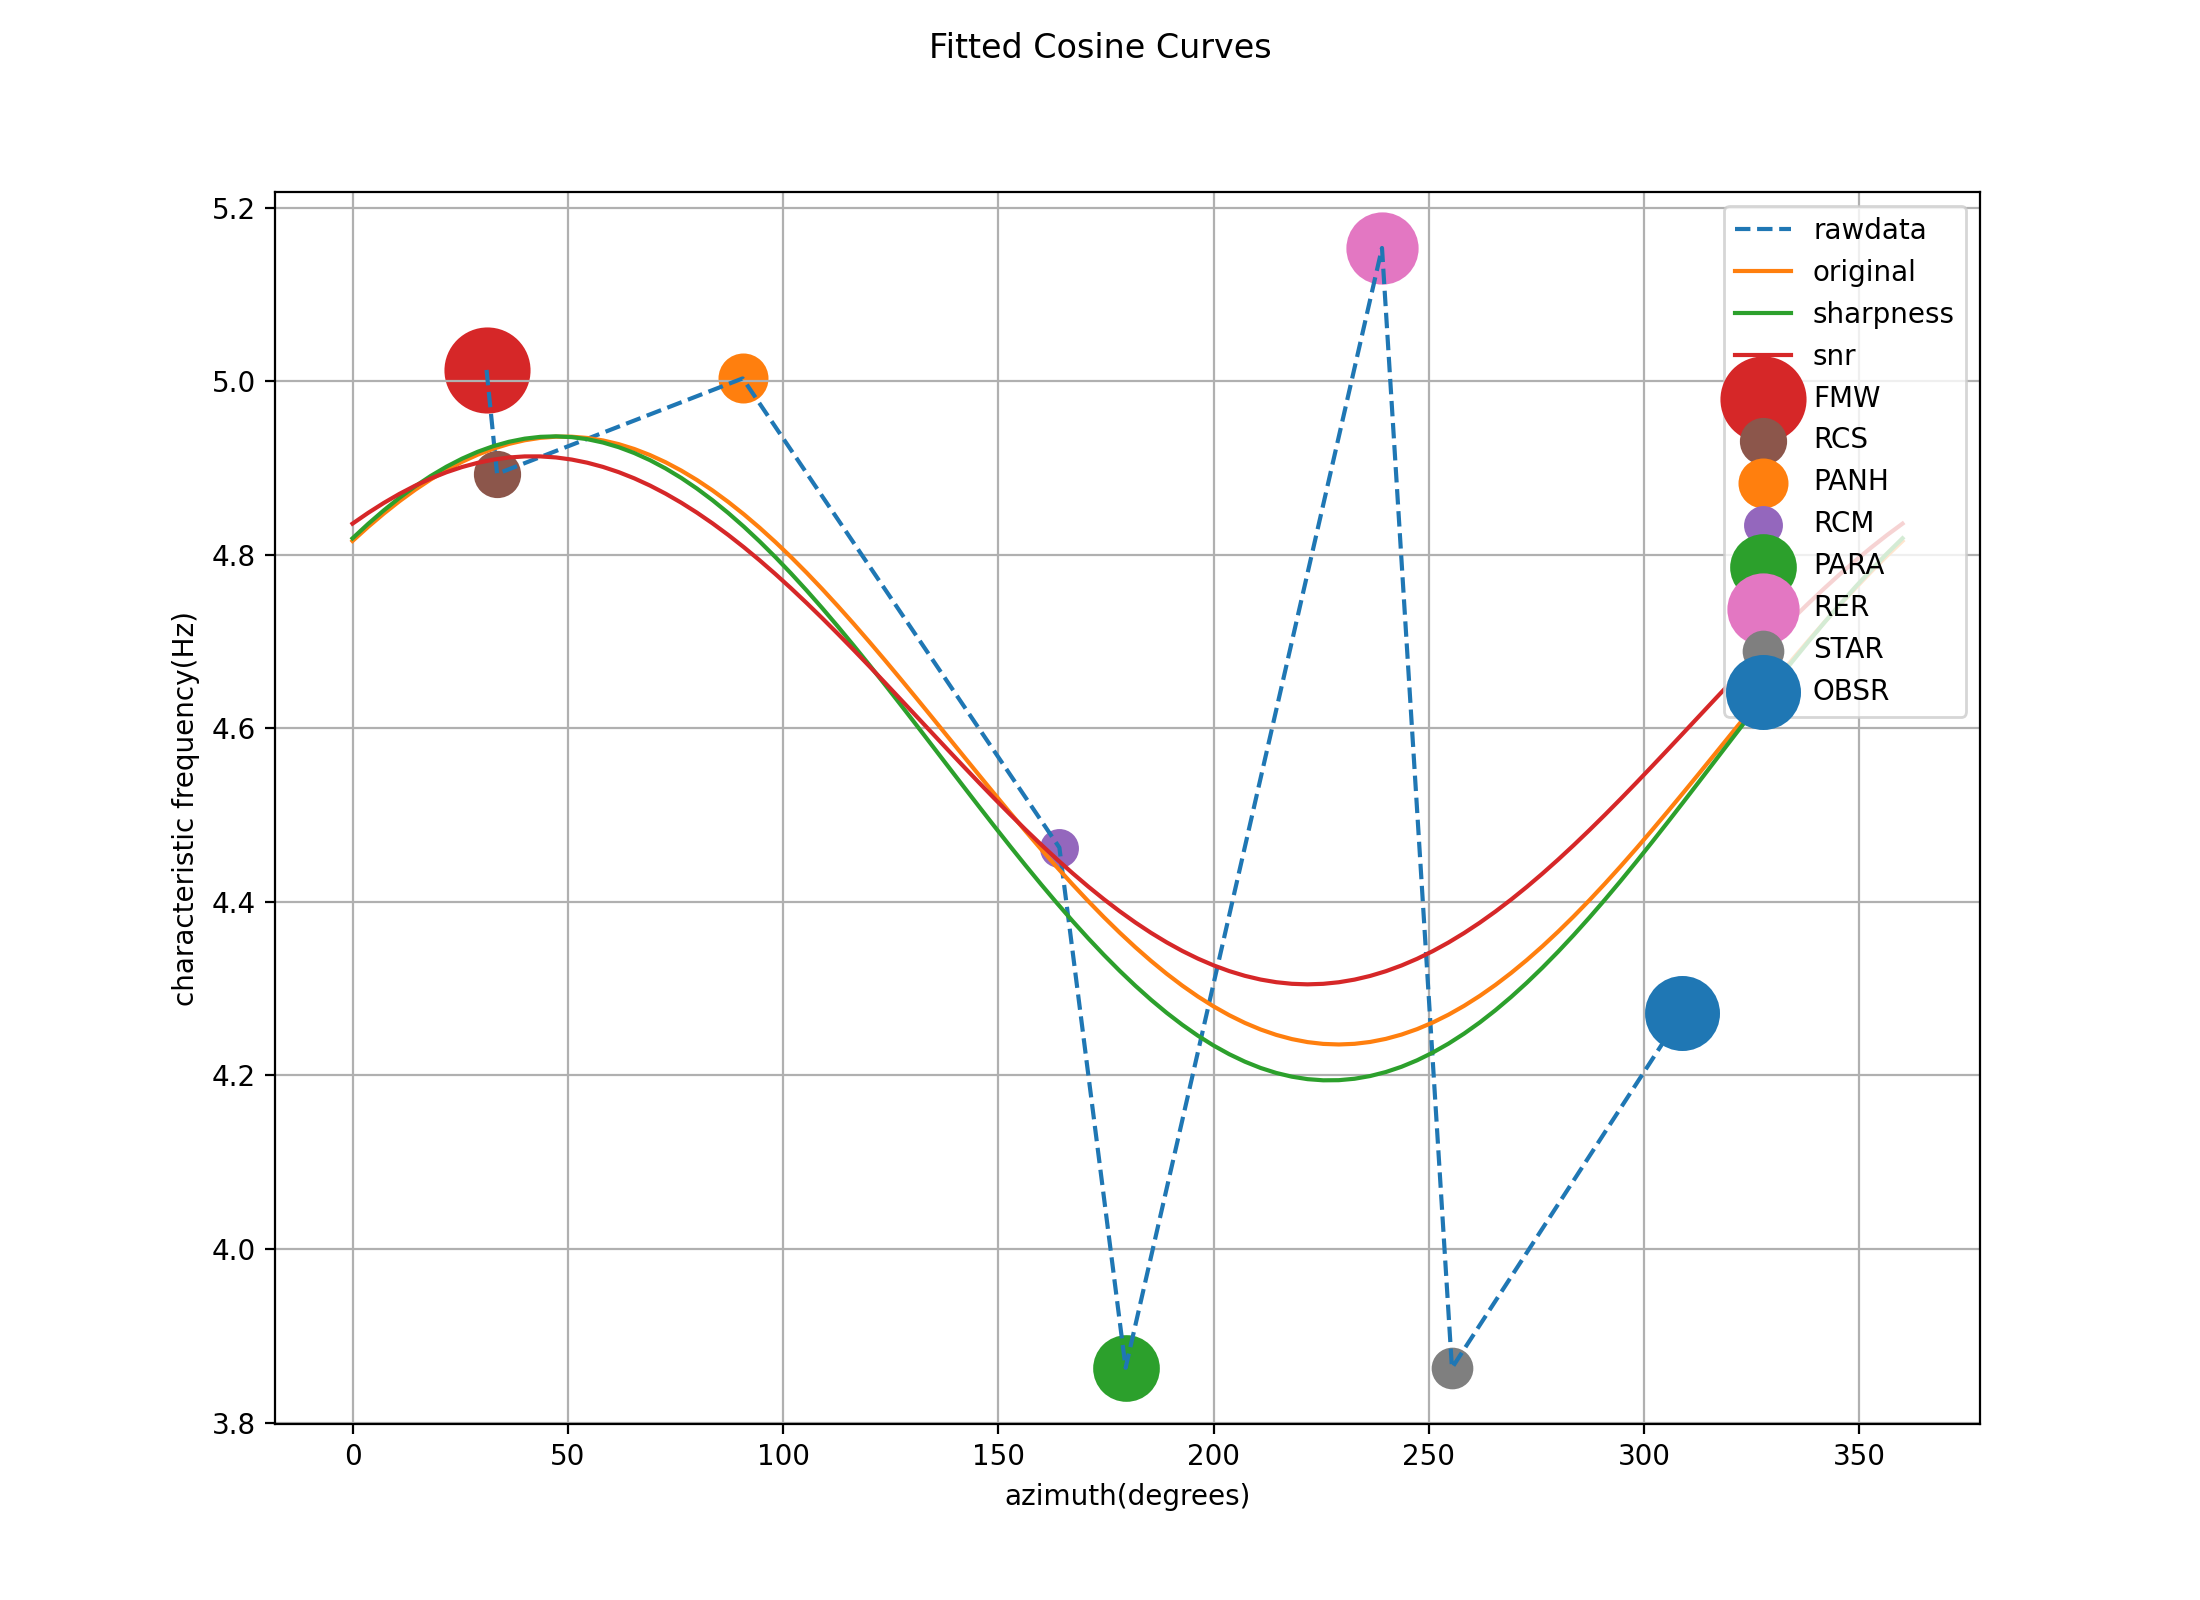 Fitted Cosine Curves
5.2
5.0
4.8
4.6
4.4
4.2
4.0
3.8
characteristic frequency(Hz)
rawdata
original
sharpness
snr
FMW
RCS
PANH
RCM
PARA
RER
STAR
OBSR
0 50 100 150 200 250 300 350
azimuth(degrees)